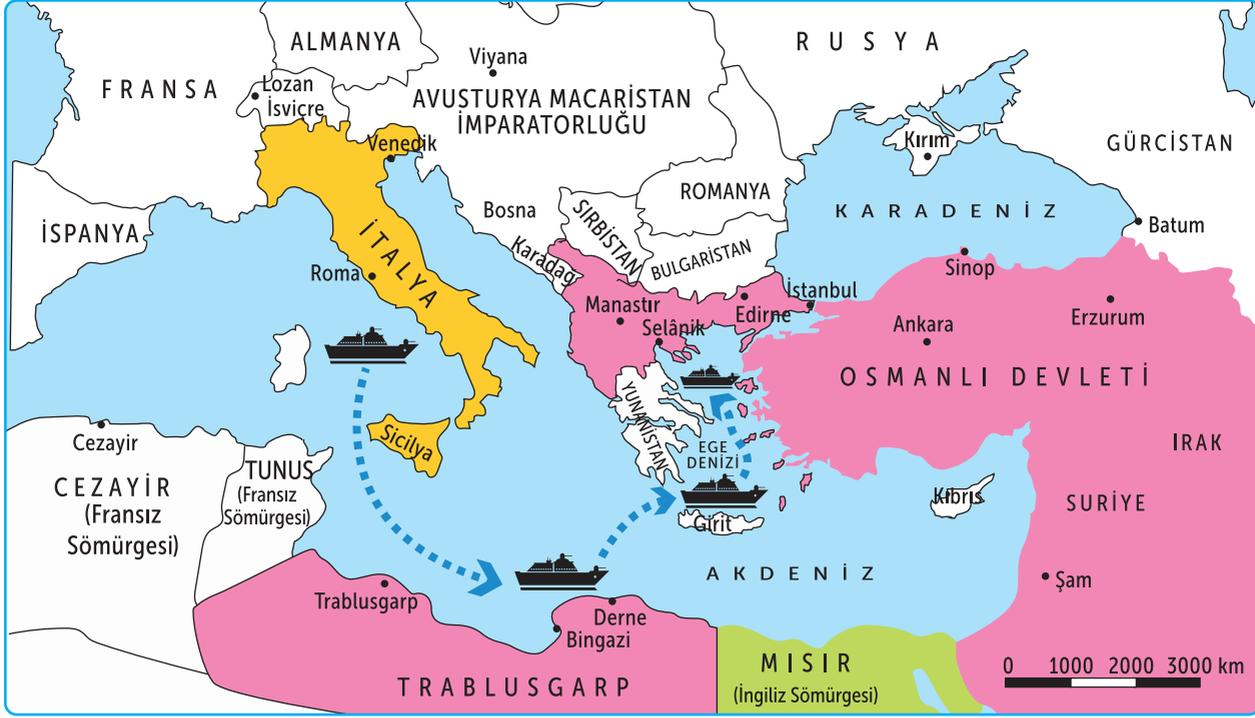 ALMANYA
RUSYA
Viyana
FRANSA
Lozan
İsviçre
AVUSTURYA MACARİSTAN
İMPARATORLUĞU
Venedik
Kırım
GÜRCİSTAN
ROMANYA
KARADENİZ
Bosna
SIRBİSTAN
İSPANYA
Batum
İTALYA
Karadag
BULGARİSTAN
Sinop
Roma
İstanbul
Manastır
Edirne
Selânik
Ankara
Erzurum
OSMANLI DEVLETİ
YUNANİSTAN
Cezayir
Sicilya
EGE
DENİZİ
IRAK
TUNUS
(Fransız
Sömürgesi)
CEZAYİR
(Fransız
Sömürgesi)
Kıbrıs
SURİYE
Girit
AKDENİZ
Şam
Trablusgarp
Derne
Bingazi
TRABLUSGARP
MISIR
(İngiliz Sömürgesi)
0 1000 2000 3000 km